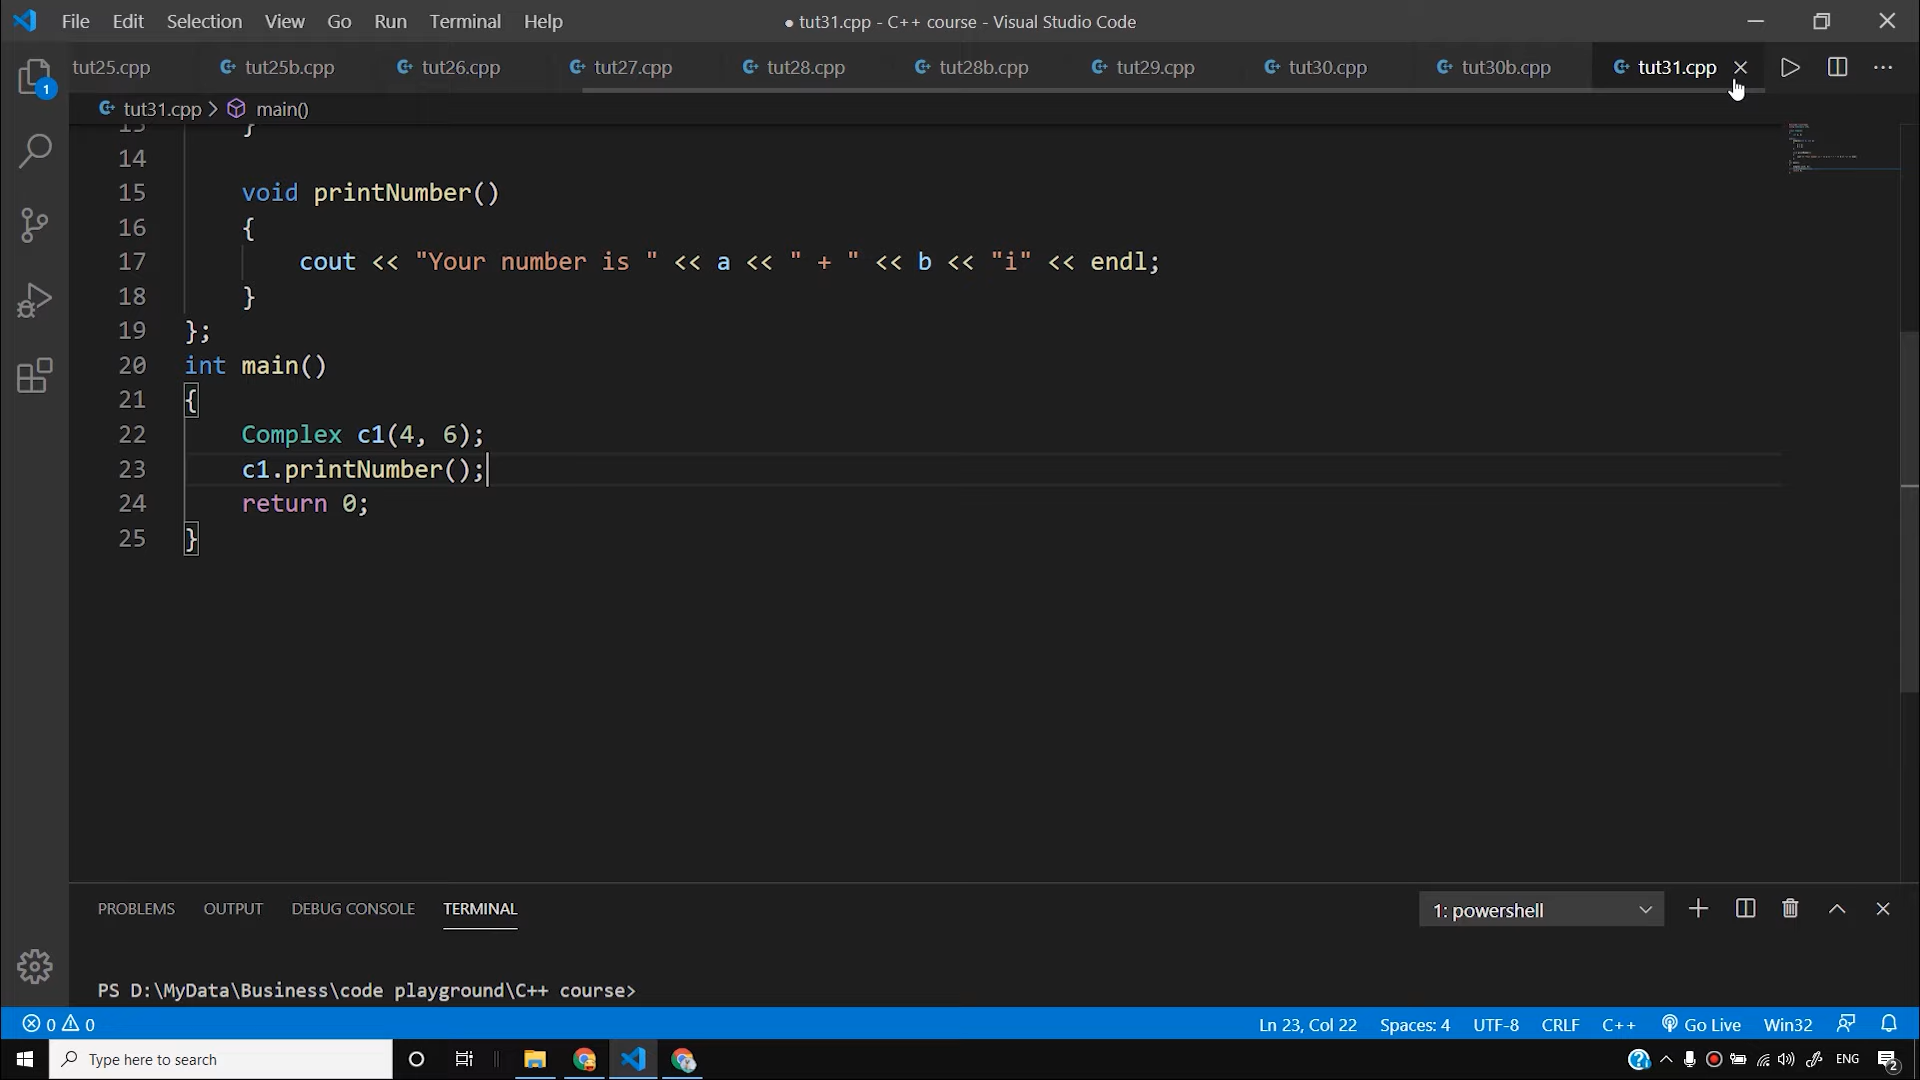 File Edit Selection View Go Run Terminal Help ● tut31.cpp - C++ course - Visual Studio Code
tut25.cpp tut25b.cpp tut26.cpp tut27.cpp tut28.cpp tut28b.cpp tut29.cpp tut30.cpp tut30b.cpp tut31.cpp
1
tut31.cpp > main()
13 }
14
15 void printNumber()
16 {
17 cout << "Your number is " << a << " + " << b << "i" << endl;
18 }
19 };
20 int main()
21 {
22 Complex c1(4, 6);
23 c1.printNumber();
24 return 0;
25 }
PROBLEMS OUTPUT DEBUG CONSOLE TERMINAL 1: powershell
PS D:\MyData\Business\code playground\C++ course>
0 0 Ln 23, Col 22 Spaces: 4 UTF-8 CRLF C++ Go Live Win32
Type here to search ENG 2